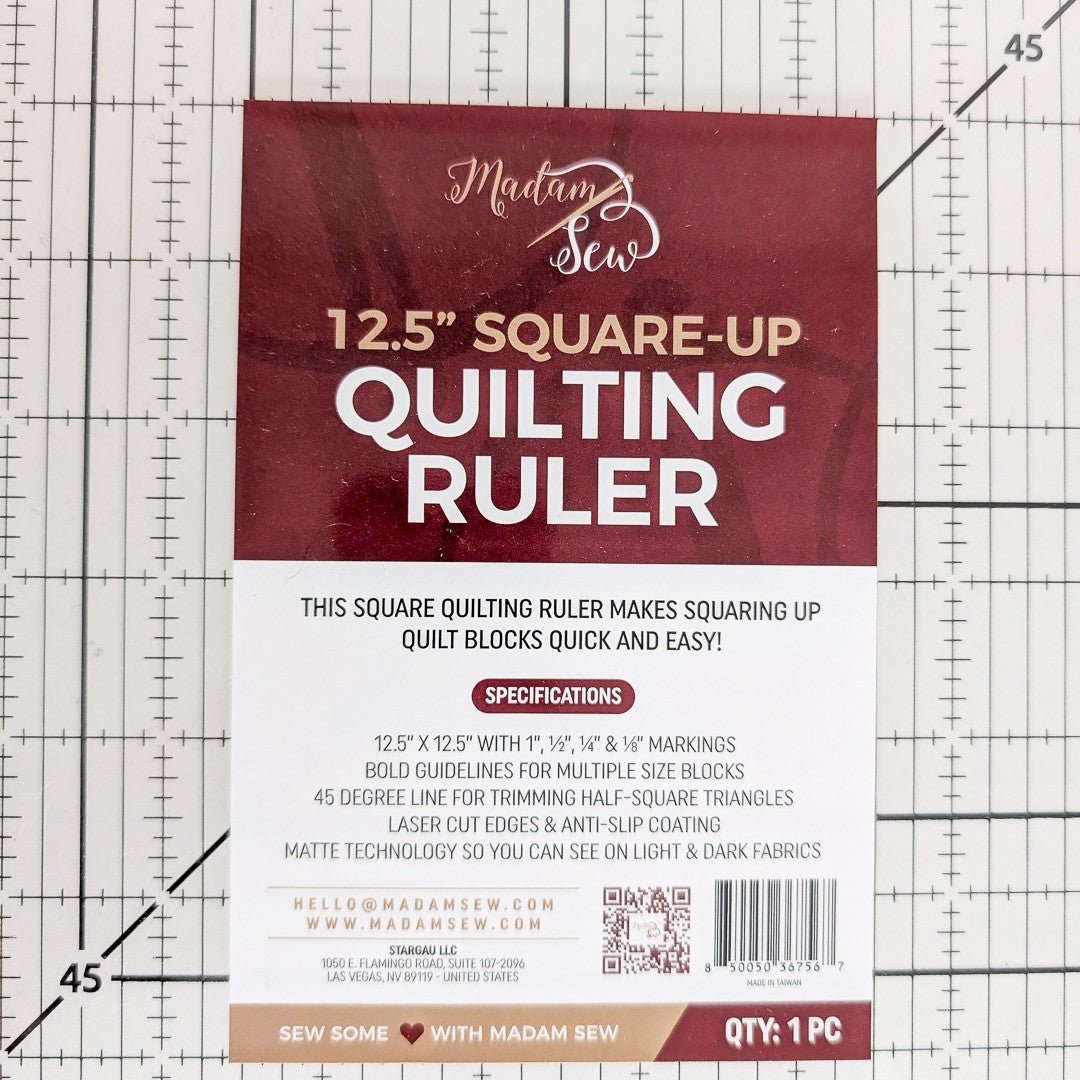 45
Madam
Sew
12.5” SQUARE-UP
QUILTING
RULER
THIS SQUARE QUILTING RULER MAKES SQUARING UP
QUILT BLOCKS QUICK AND EASY!
SPECIFICATIONS
12.5" X 12.5" WITH 1", ½", ¼" & ⅛" MARKINGS
BOLD GUIDELINES FOR MULTIPLE SIZE BLOCKS
45 DEGREE LINE FOR TRIMMING HALF-SQUARE TRIANGLES
LASER CUT EDGES & ANTI-SLIP COATING
MATTE TECHNOLOGY SO YOU CAN SEE ON LIGHT & DARK FABRICS
HELLO@MADAMSEW.COM
WWW.MADAMSEW.COM
STARGAU LLC
1050 E. FLAMINGO ROAD, SUITE 107-2096
LAS VEGAS, NV 89119 - UNITED STATES
8 50050 36756 7
MADE IN TAIWAN
45
SEW SOME ❤ WITH MADAM SEW
QTY: 1 PC